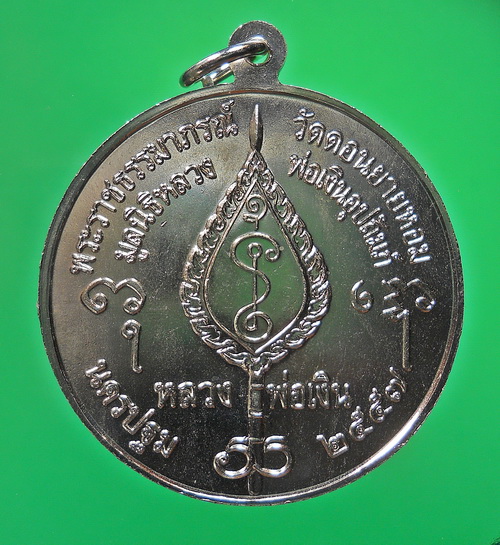 พระราชธรรมาภรณ์ วัดดอนยายหอม
มูลนิธิหลวง พ่อเงินอุปถัมภ์
หลวง พ่อเงิน
นครปฐม ๒๕๕๗